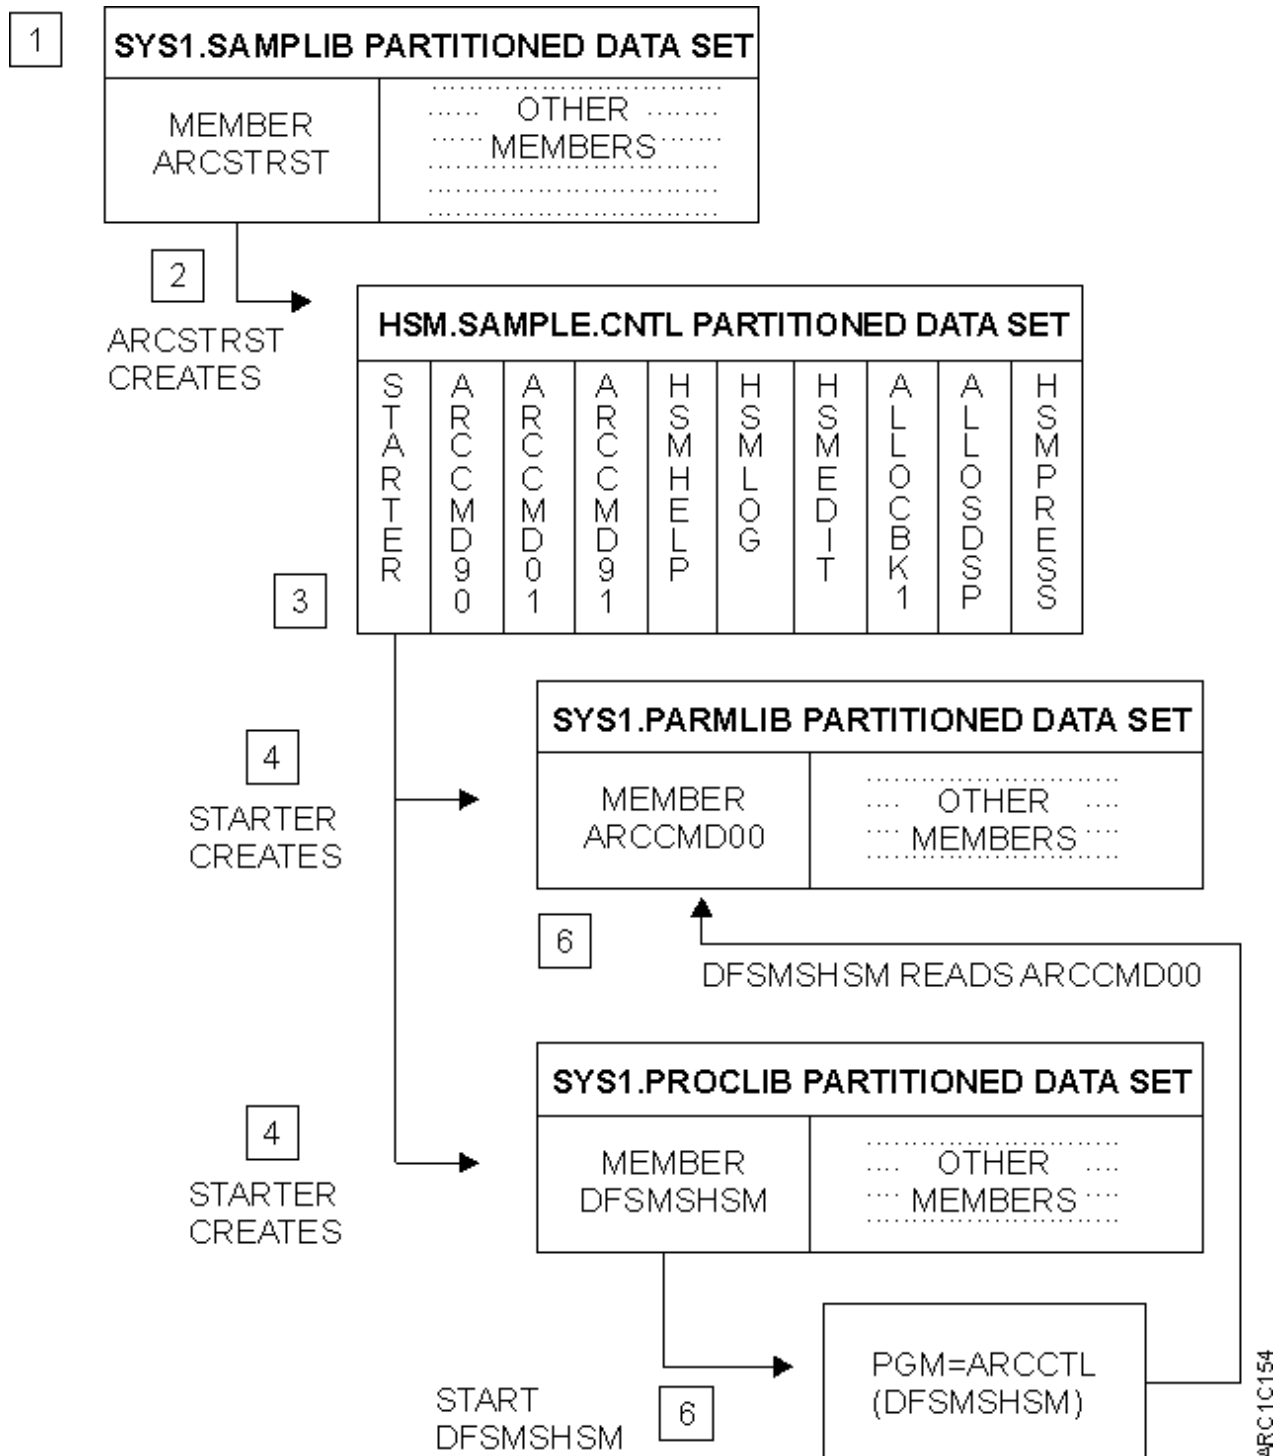 1
SYS1.SAMPLIB PARTITIONED DATA SET
MEMBER
ARCSTRST
OTHER
MEMBERS
2
ARCSTRST
CREATES
HSM.SAMPLE.CNTL PARTITIONED DATA SET
STARTER
ARCCMD90
ARCCMD01
ARCCMD91
HSMHELP
HSMLOG
HSMEDIT
ALLOCBK1
ALLOSDSP
HSMPRESS
3
SYS1.PARMLIB PARTITIONED DATA SET
4
STARTER
CREATES
MEMBER
ARCCMD00
OTHER
MEMBERS
6
DFSMSHSM READS ARCCMD00
SYS1.PROCLIB PARTITIONED DATA SET
4
STARTER
CREATES
MEMBER
DFSMSHSM
OTHER
MEMBERS
START
DFSMSHSM
6
PGM=ARCCTL
(DFSMSHSM)
ARC1C154